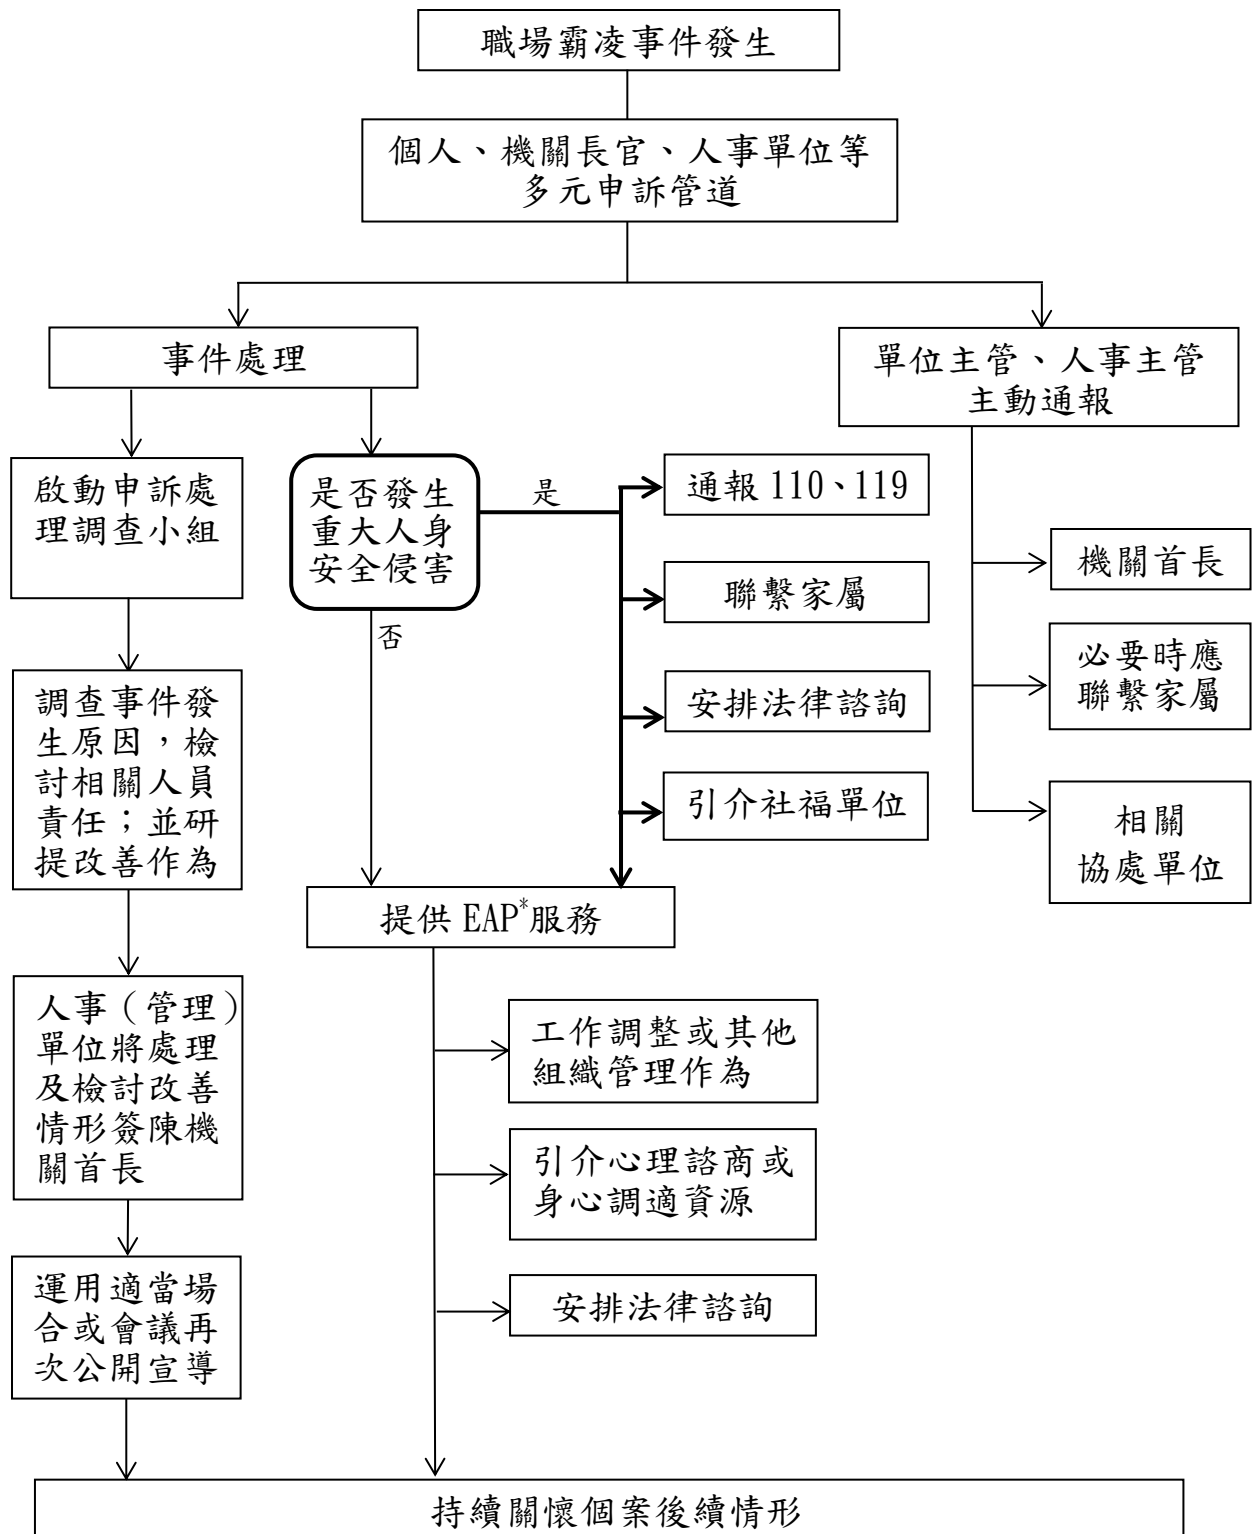 職場霸凌事件發生
個人、機關長官、人事單位等
多元申訴管道
事件處理
單位主管、人事主管
主動通報
啟動申訴處
理調查小組
是否發生
重大人身
安全侵害
是
否
通報 110、119
聯繫家屬
安排法律諮詢
引介社福單位
機關首長
必要時應
聯繫家屬
相關
協處單位
調查事件發
生原因，檢
討相關人員
責任；並研
提改善作為
提供 EAP*服務
人事（管理）
單位將處理
及檢討改善
情形簽陳機
關首長
工作調整或其他
組織管理作為
引介心理諮商或
身心調適資源
安排法律諮詢
運用適當場
合或會議再
次公開宣導
持續關懷個案後續情形